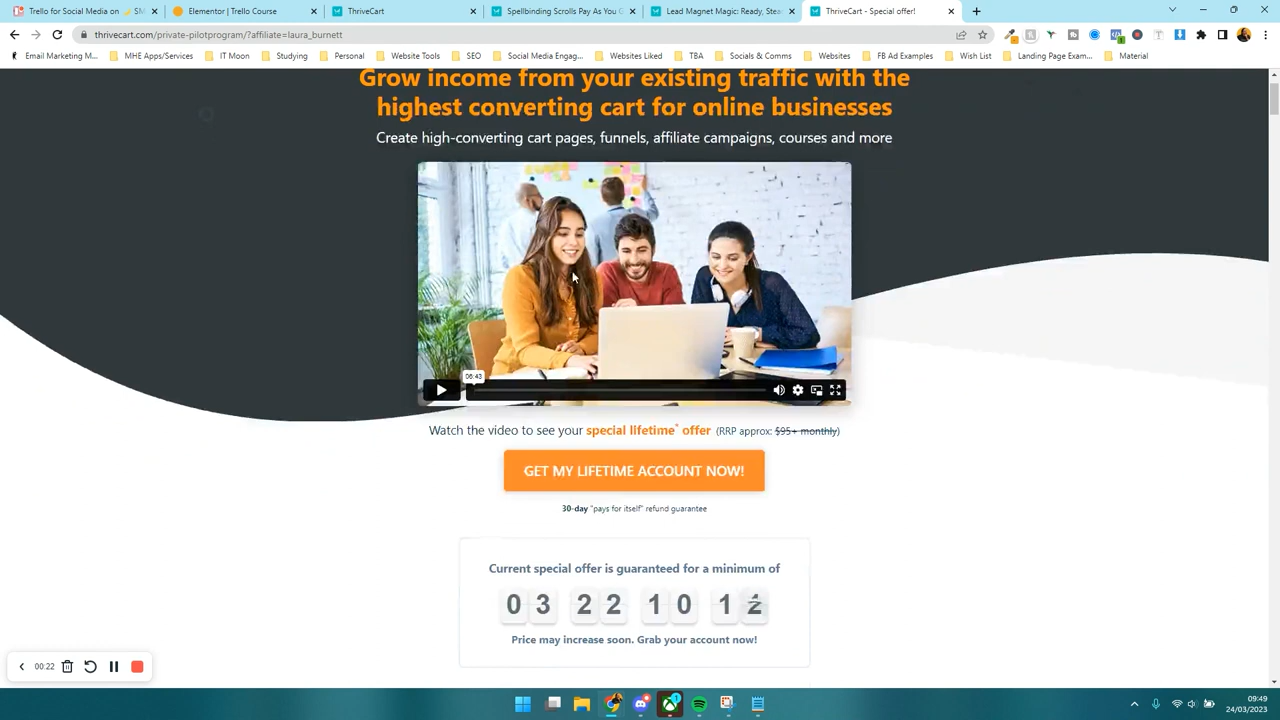 Trello for Social Media on
SM
Elementor | Trello Course
ThriveCart
Spellbinding Scrolls Pay As You G
Lead Magnet Magic: Ready, Stea
ThriveCart - Special offer!
thrivecart.com/private-pilotprogram/?affiliate=laura_burnett
Email Marketing M...
MHE Apps/Services
IT Moon
Studying
Personal
Website Tools
SEO
Social Media Engag...
Websites Liked
TBA
Socials & Comms
Websites
FB Ad Examples
Wish List
Landing Page Exam...
Material
Grow income from your existing traffic with the
highest converting cart for online businesses
Create high-converting cart pages, funnels, affiliate campaigns, courses and more
06:43
Watch the video to see your special lifetime* offer (RRP approx: $95+ monthly)
GET MY LIFETIME ACCOUNT NOW!
30-day "pays for itself" refund guarantee
Current special offer is guaranteed for a minimum of
03 22 10 1
Price may increase soon. Grab your account now!
00:22
09:49
24/03/2023